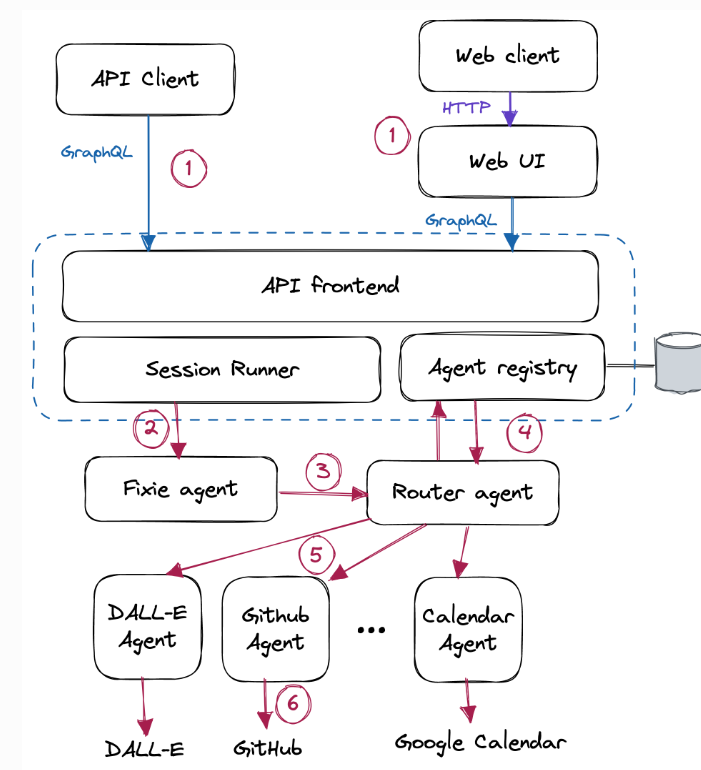 API Client
Web client
HTTP
GraphQL
1
1
Web UI
GraphQL
API frontend
Session Runner
Agent registry
2
4
3
Fixie agent
Router agent
5
DALL-E
Agent
Github
Agent
...
Calendar
Agent
6
DALL-E
GitHub
Google Calendar